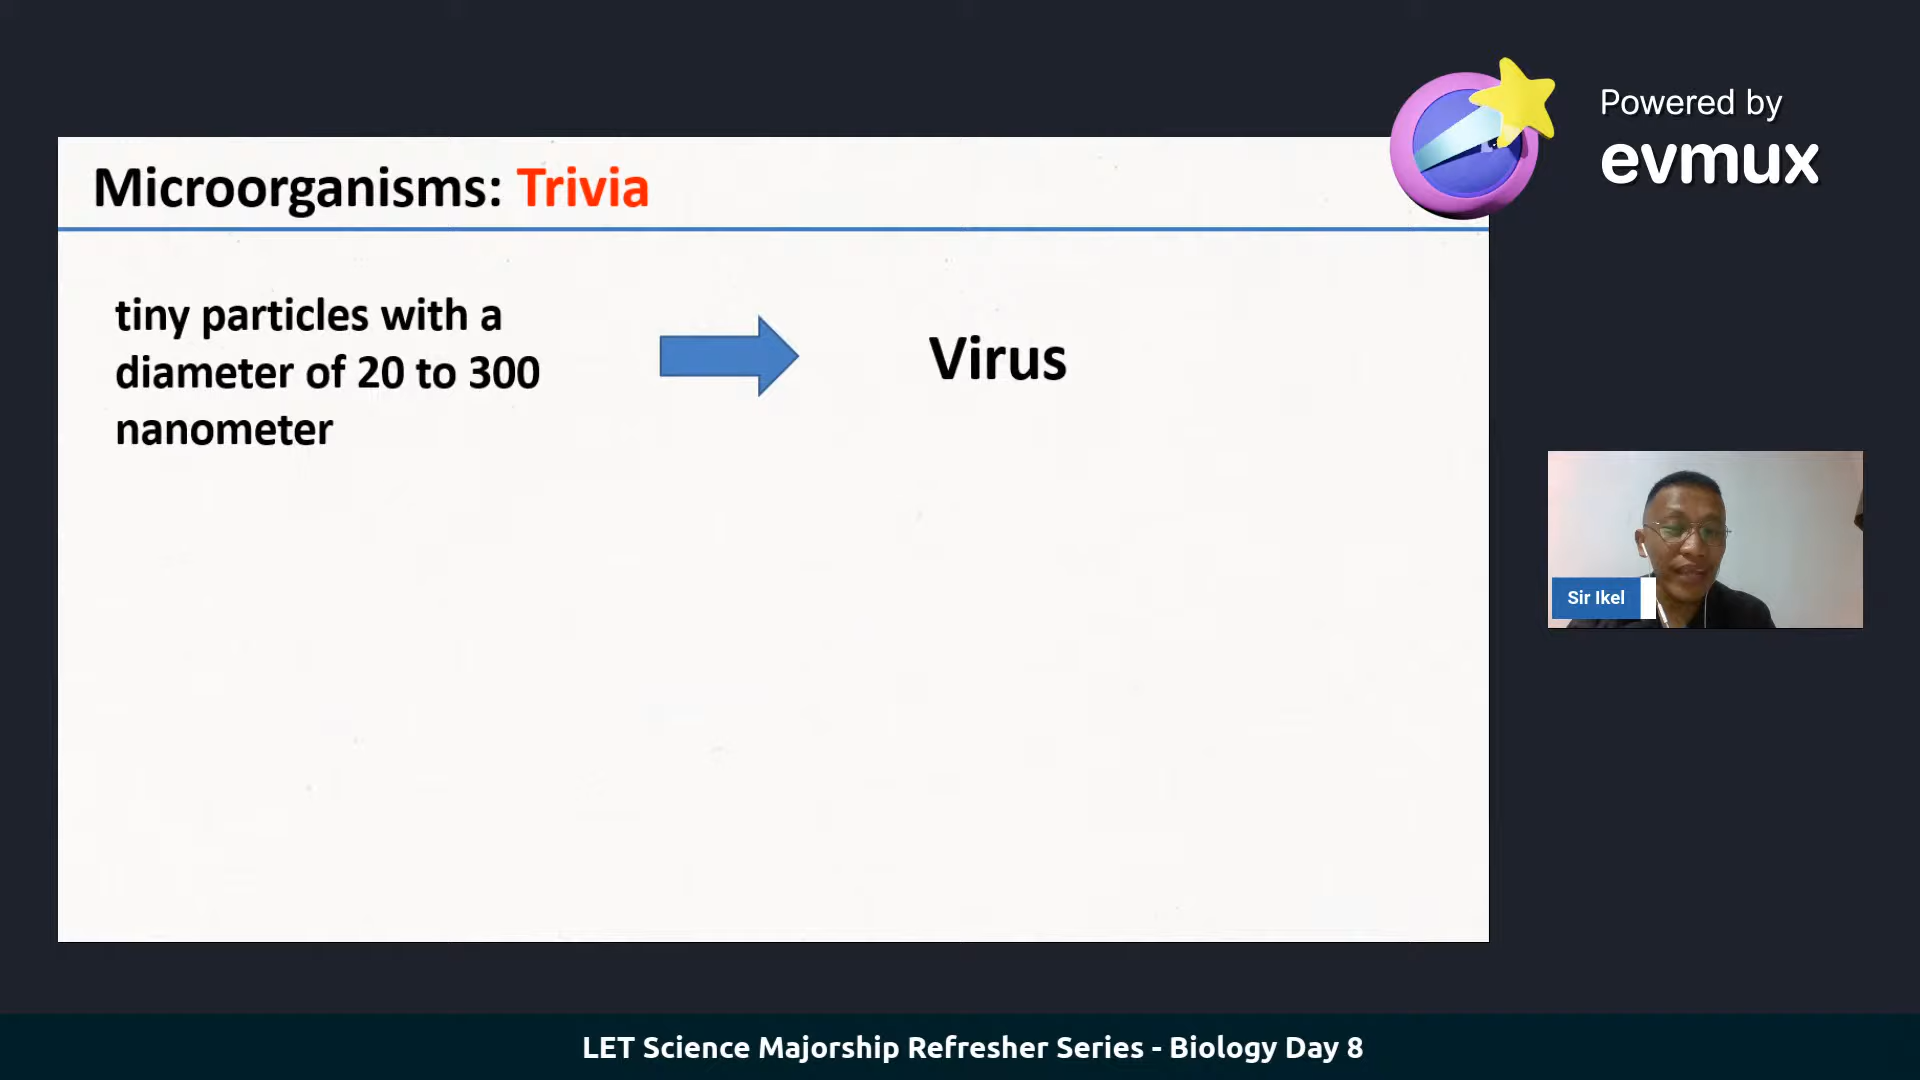 Powered by
evmux
Microorganisms: Trivia
tiny particles with a
diameter of 20 to 300
nanometer
Virus
Sir Ikel
LET Science Majorship Refresher Series - Biology Day 8